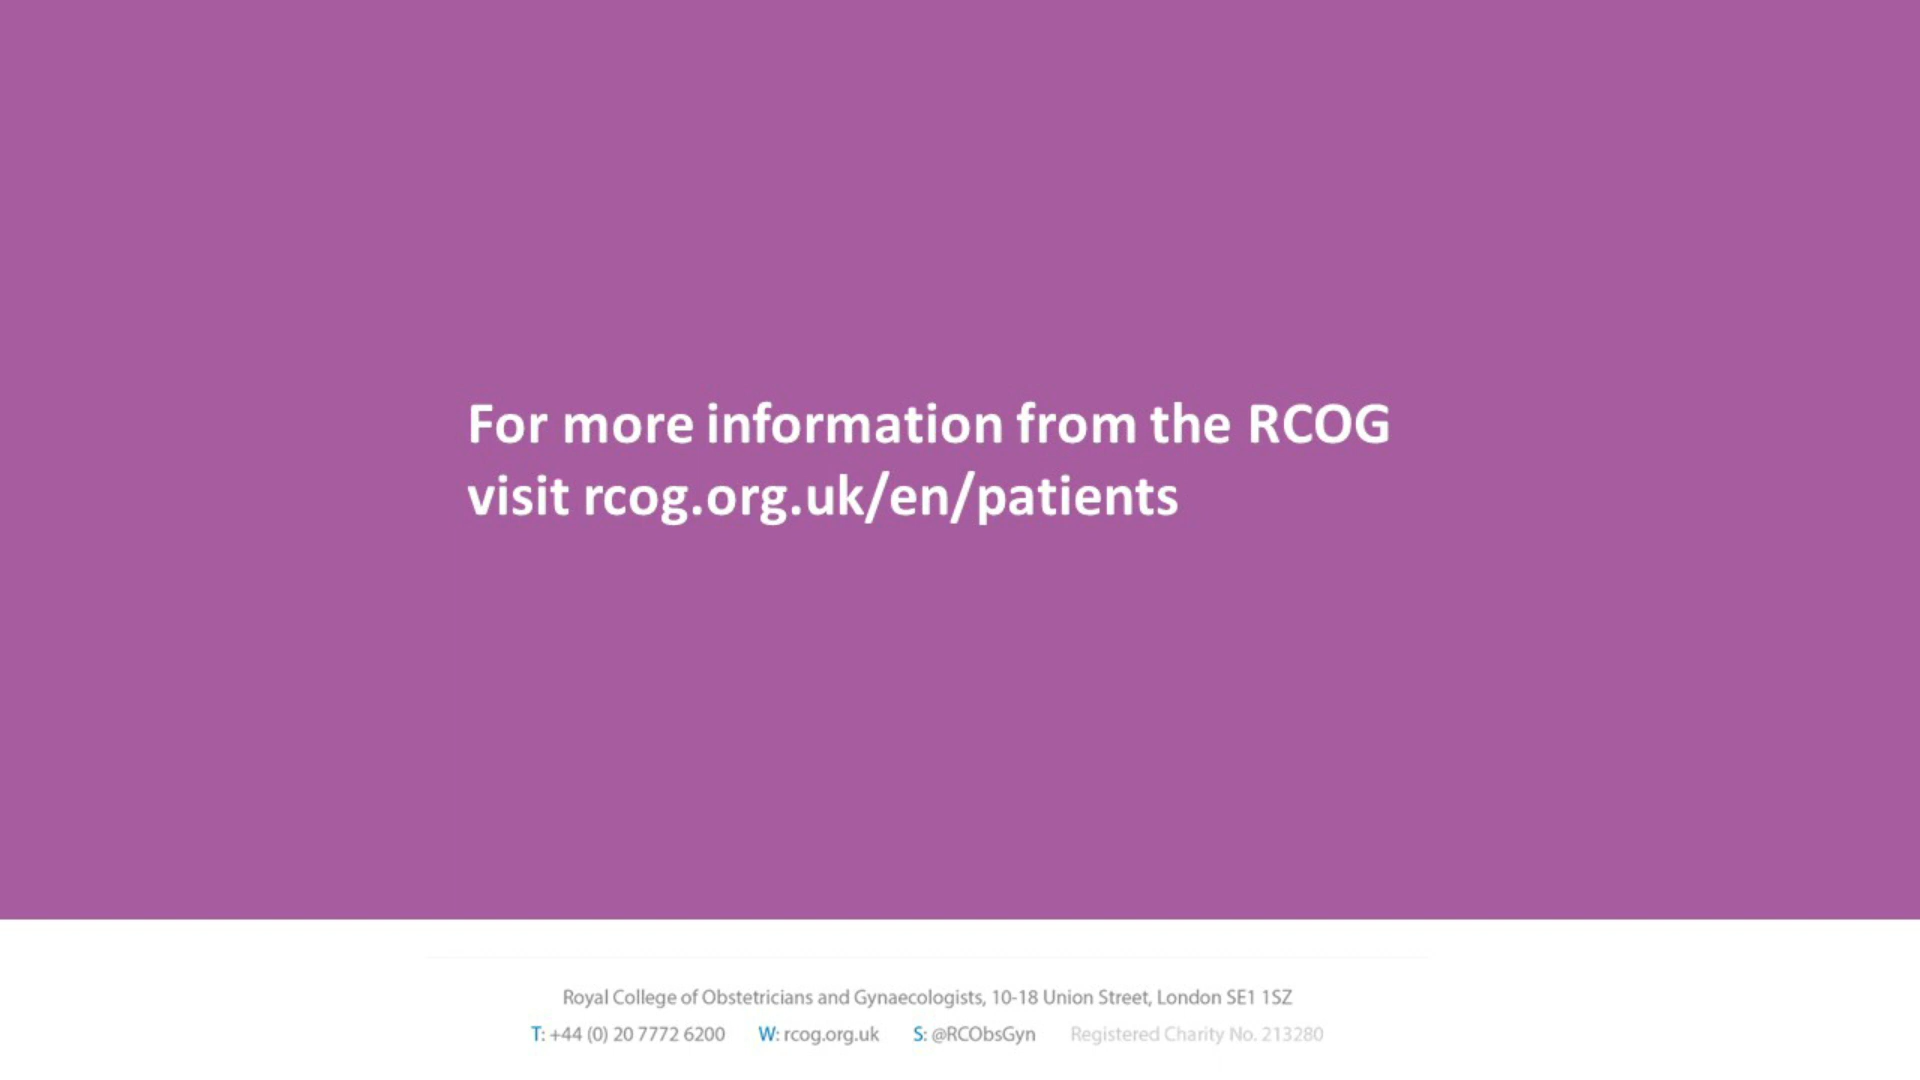 For more information from the RCOG
visit rcog.org.uk/en/patients
Royal College of Obstetricians and Gynaecologists, 10-18 Union Street, London SE1 1SZ
T: +44 (0) 20 7772 6200 W: rcog.org.uk S: @RCObsGyn Registered Charity No. 213280